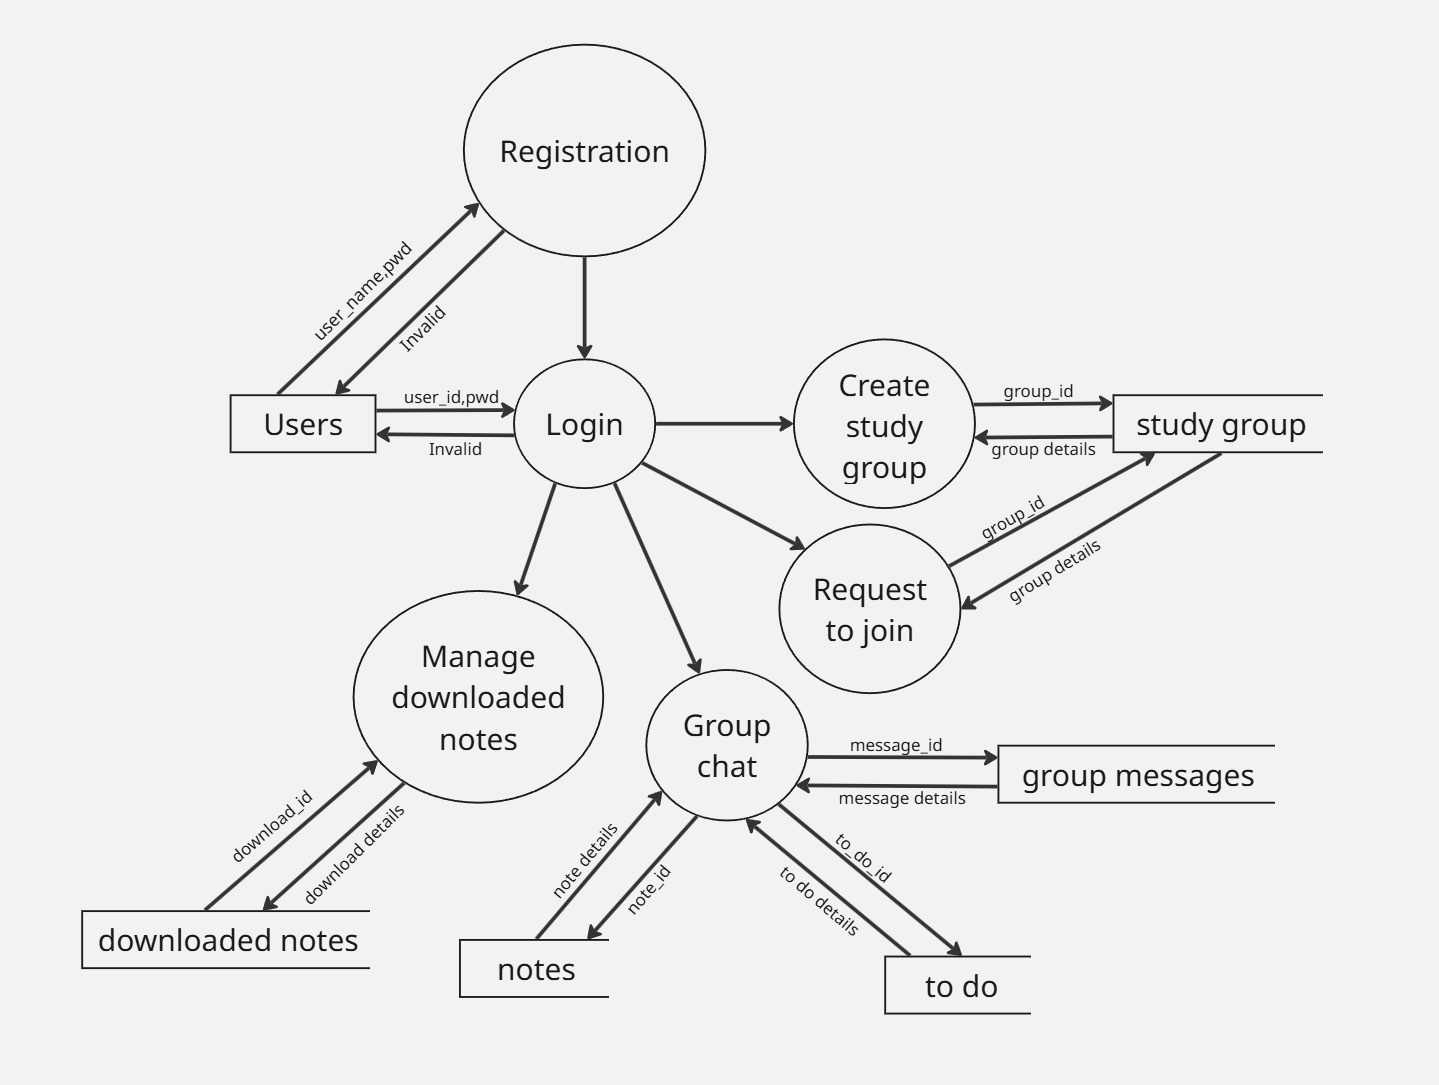 Registration
user_name,pwd
Invalid
Users
user_id,pwd
Invalid
Login
Create
study
group
group_id
group details
study group
group_id
group details
Request
to join
Manage
downloaded
notes
Group
chat
message_id
message details
group messages
download_id
download details
note details
note_id
to_do_id
to do details
downloaded notes
notes
to do